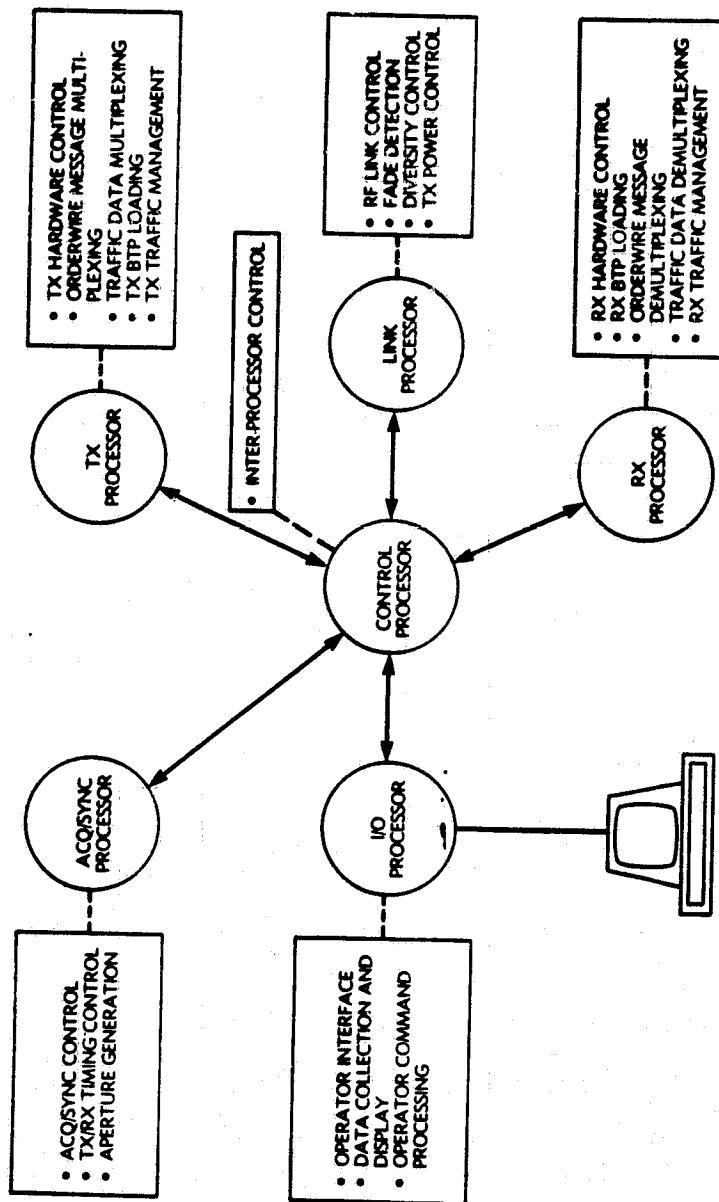 • ACQ/SYNC CONTROL
• TX/RX TIMING CONTROL
• APERTURE GENERATION
ACQ/SYNC
PROCESSOR
TX
PROCESSOR
• TX HARDWARE CONTROL
• ORDERWIRE MESSAGE MULTI-
PLEXING
• TRAFFIC DATA MULTIPLEXING
• TX BTP LOADING
• TX TRAFFIC MANAGEMENT
• INTER-PROCESSOR CONTROL
• OPERATOR INTERFACE
• DATA COLLECTION AND
DISPLAY
• OPERATOR COMMAND
PROCESSING
I/O
PROCESSOR
CONTROL
PROCESSOR
LINK
PROCESSOR
• RF LINK CONTROL
• FADE DETECTION
• DIVERSITY CONTROL
• TX POWER CONTROL
RX
PROCESSOR
• RX HARDWARE CONTROL
• RX BTP LOADING
• ORDERWIRE MESSAGE
DEMULTIPLEXING
• TRAFFIC DATA DEMULTIPLEXING
• RX TRAFFIC MANAGEMENT